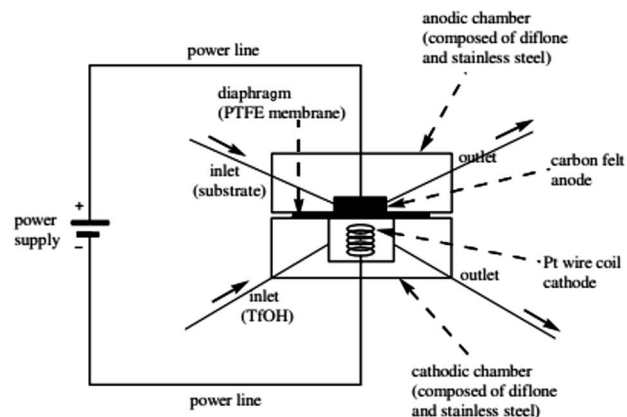 anodic chamber
(composed of diflone
and stainless steel)
power line
diaphragm
(PTFE membrane)
inlet
(substrate)
outlet
carbon felt
anode
+
power
supply
−
Pt wire coil
cathode
outlet
inlet
(TfOH)
cathodic chamber
(composed of diflone
and stainless steel)
power line